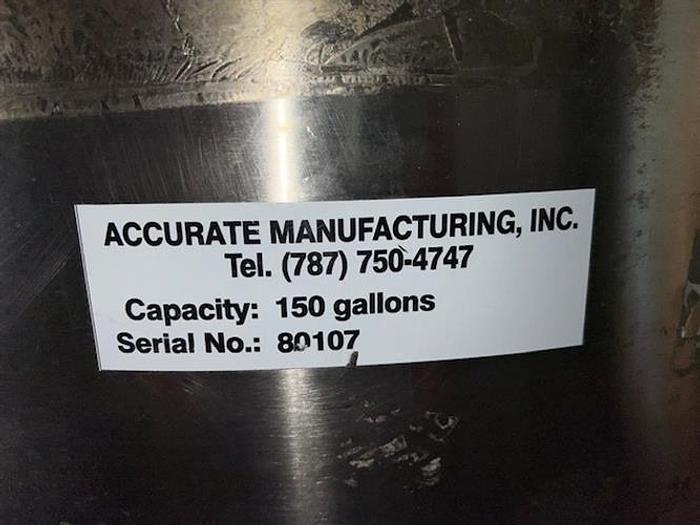 ACCURATE MANUFACTURING, INC.
Tel. (787) 750-4747
Capacity: 150 gallons
Serial No.: 80107